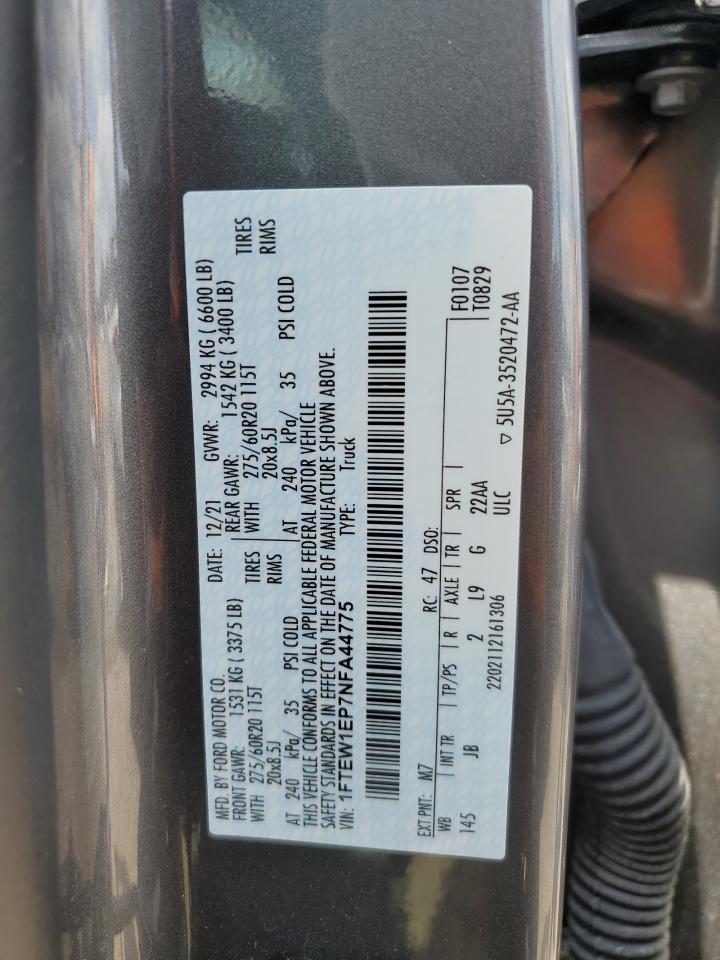 MFD. BY FORD MOTOR CO.
DATE: 12/21 GVWR: 2994 KG ( 6600 LB)
FRONT GAWR: 1531 KG ( 3375 LB) REAR GAWR: 1542 KG ( 3400 LB)
WITH 275/60R20 115T TIRES WITH 275/60R20 115T TIRES
20x8.5J RIMS 20x8.5J RIMS
AT 240 kPa/ 35 PSI COLD AT 240 kPa/ 35 PSI COLD
THIS VEHICLE CONFORMS TO ALL APPLICABLE FEDERAL MOTOR VEHICLE
SAFETY STANDARDS IN EFFECT ON THE DATE OF MANUFACTURE SHOWN ABOVE.
VIN: 1FTEW1EP7NFA44775 TYPE: Truck
EXT PNT: M7 RC: 47 DSO: F0107
WB INT TR TP/PS R AXLE TR SPR T0829
145 JB 2 L9 G 22AA
2202112161306 ULC ▽ 5U5A-3520472-AA